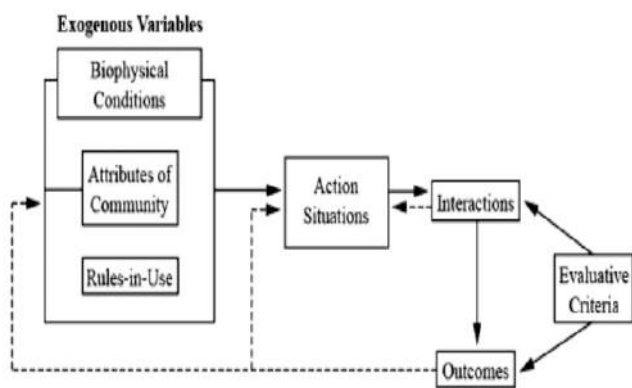 Exogenous Variables
Biophysical
Conditions
Attributes of
Community
Rules-in-Use
Action
Situations
Interactions
Evaluative
Criteria
Outcomes